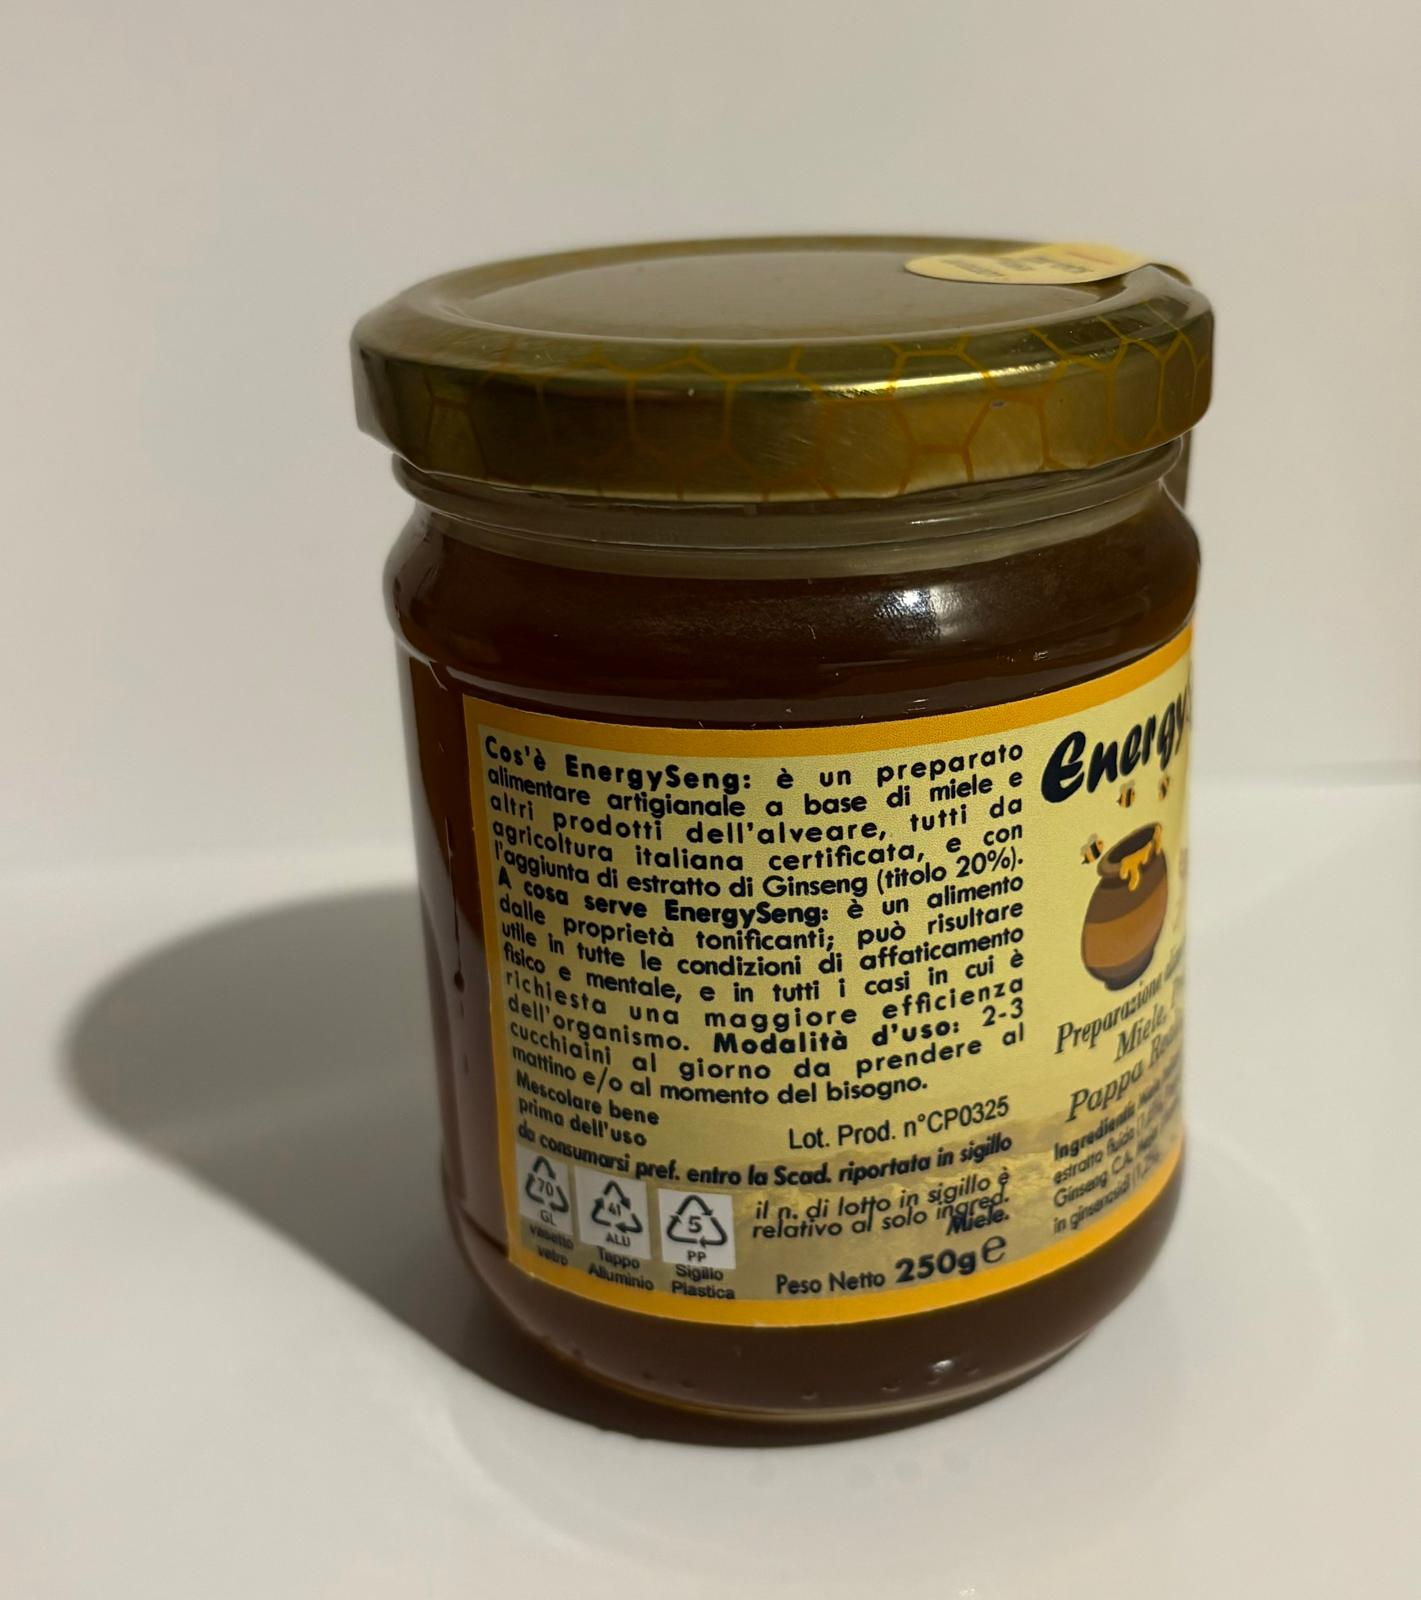 Cos'è EnergySeng: è un preparato
alimentare artigianale a base di miele e
altri prodotti dell'alveare, tutti da
agricoltura italiana certificata, e con
l'aggiunta di estratto di Ginseng (titolo 20%).
A cosa serve EnergySeng: è un alimento
dalle proprietà tonificanti; può risultare
utile in tutte le condizioni di affaticamento
fisico e mentale, e in tutti i casi in cui è
richiesta una maggiore efficienza
dell'organismo. Modalità d'uso: 2-3
cucchiaini al giorno da prendere al
mattino e/o al momento del bisogno.
Mescolare bene
prima dell'uso
Lot. Prod. n°CP0325
da consumarsi pref. entro la Scad. riportata in sigillo
il n. di lotto in sigillo è
relativo al solo ingred.
Miele.
70
GL
vasetto
vetro
41
ALU
Tappo
Alluminio
5
PP
Sigillo
Plastica
Peso Netto 250g e
Energy
Preparazione
Miele,
Pappa
Ingredienti:
estratto fluido
Ginseng C.A.
in ginsenosidi